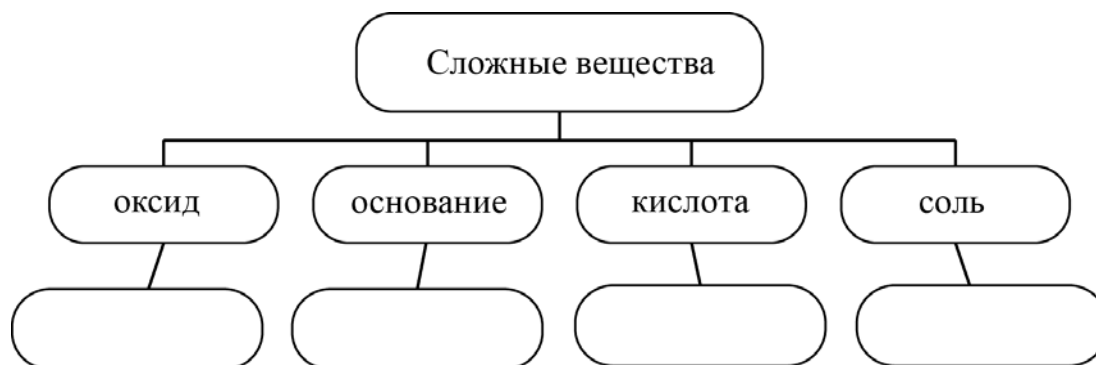 Сложные вещества
оксид
основание
кислота
соль